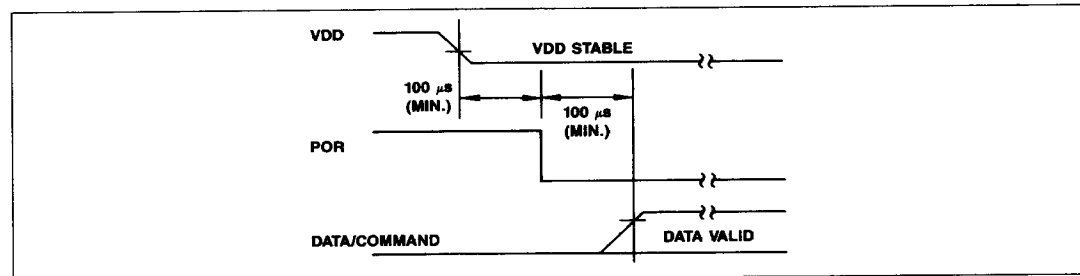 VDD
VDD STABLE
100 μs
(MIN.)
100 μs
(MIN.)
POR
DATA/COMMAND
DATA VALID